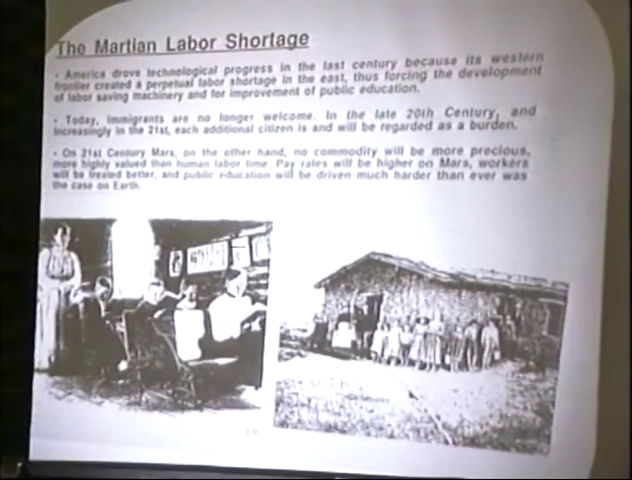 The Martian Labor Shortage
• America drove technological progress in the last century because its western
frontier created a perpetual labor shortage in the east, thus forcing the development
of labor saving machinery and for improvement of public education.
• Today, immigrants are no longer welcome. In the late 20th Century, and
increasingly in the 21st, each additional citizen is and will be regarded as a burden.
• On 21st Century Mars, on the other hand, no commodity will be more precious,
more highly valued than human labor time. Pay rates will be higher on Mars, workers
will be treated better, and public education will be driven much harder than ever was
the case on Earth.